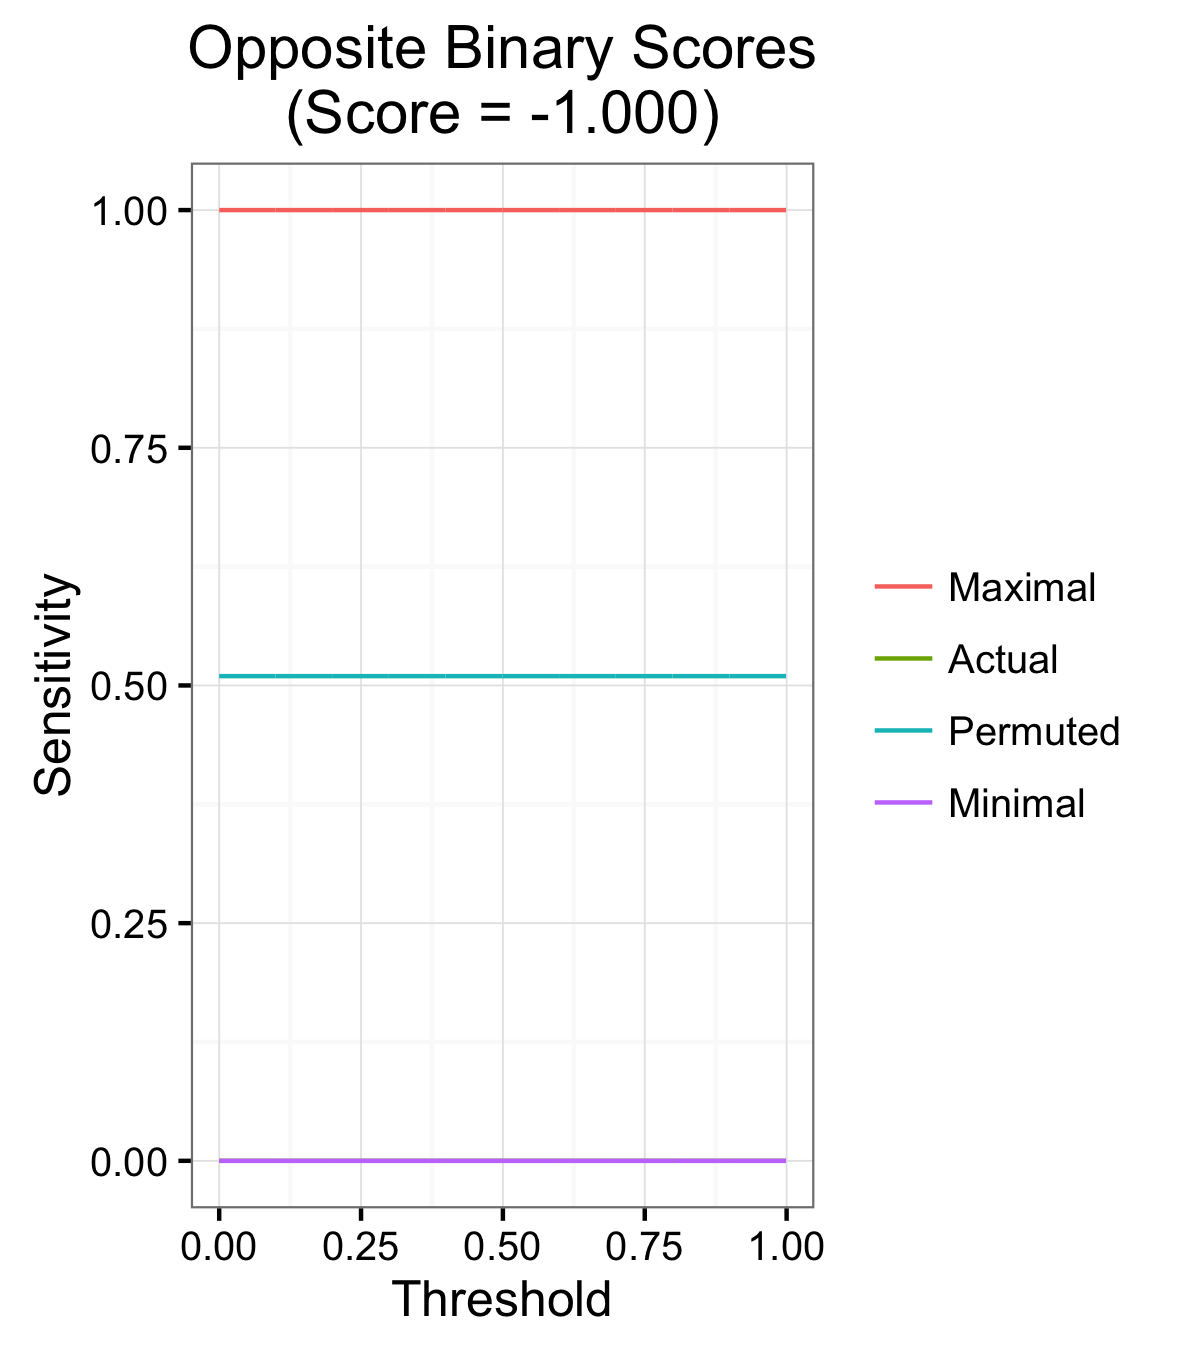 Opposite Binary Scores
(Score = -1.000)
1.00
0.75
0.50
0.25
0.00
Sensitivity
0.00 0.25 0.50 0.75 1.00
Threshold
Maximal
Actual
Permuted
Minimal